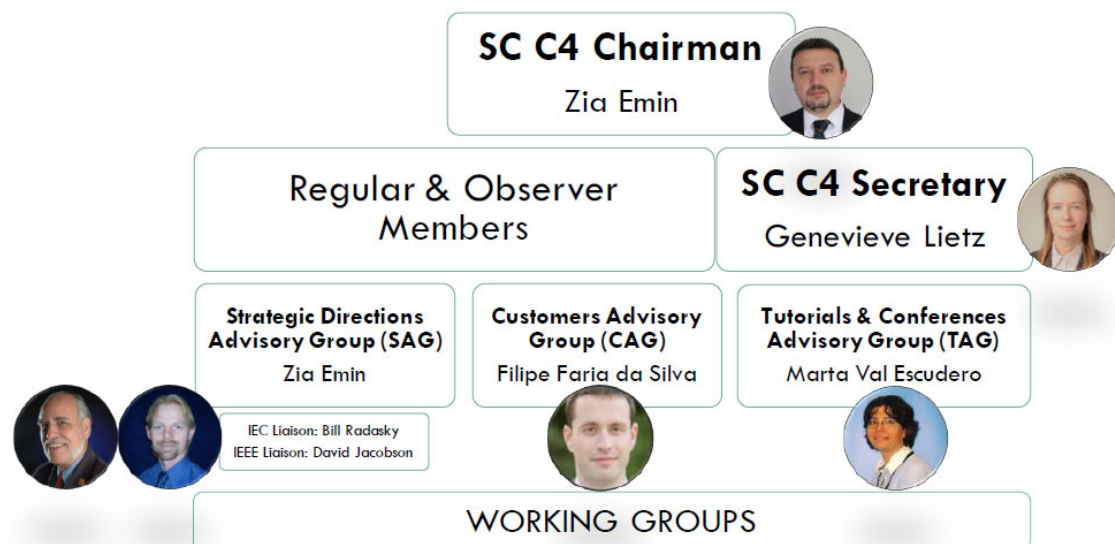 SC C4 Chairman
Zia Emin
Regular & Observer
Members
SC C4 Secretary
Genevieve Lietz
Strategic Directions
Advisory Group (SAG)
Zia Emin
Customers Advisory
Group (CAG)
Filipe Faria da Silva
Tutorials & Conferences
Advisory Group (TAG)
Marta Val Escudero
IEC Liaison: Bill Radasky
IEEE Liaison: David Jacobson
WORKING GROUPS